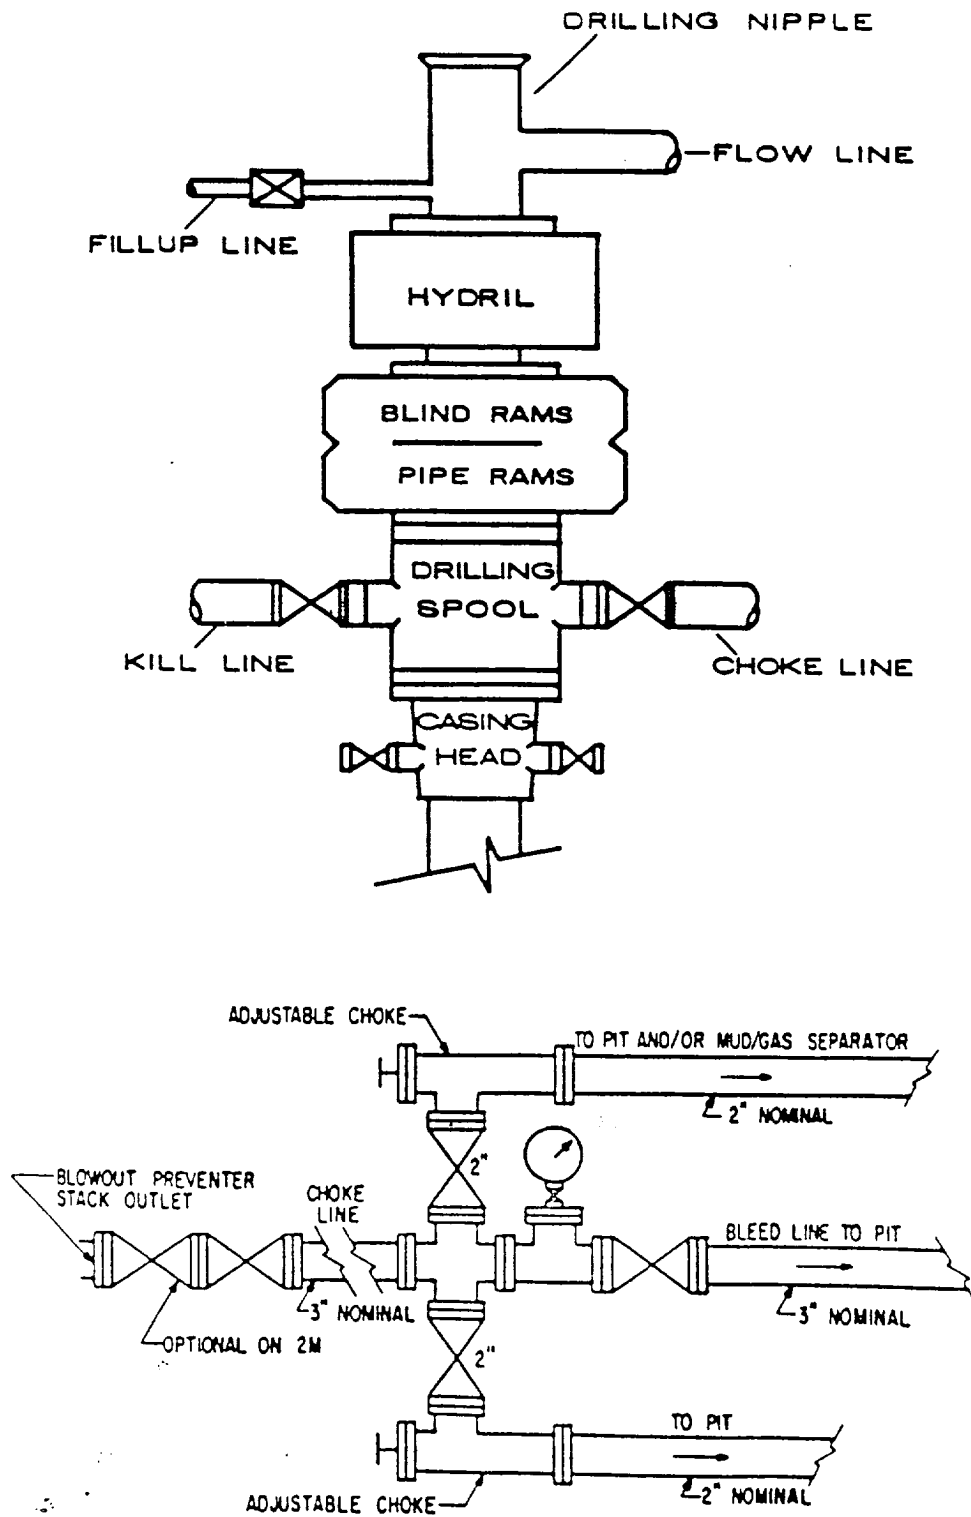 DRILLING NIPPLE
FLOW LINE
FILLUP LINE
HYDRIL
BLIND RAMS
PIPE RAMS
DRILLING
SPOOL
KILL LINE
CHOKE LINE
CASING
HEAD
ADJUSTABLE CHOKE
TO PIT AND/OR MUD/GAS SEPARATOR
2" NOMINAL
2"
BLOWOUT PREVENTER
STACK OUTLET
CHOKE
LINE
BLEED LINE TO PIT
3" NOMINAL
3" NOMINAL
OPTIONAL ON 2M
2"
TO PIT
2" NOMINAL
ADJUSTABLE CHOKE